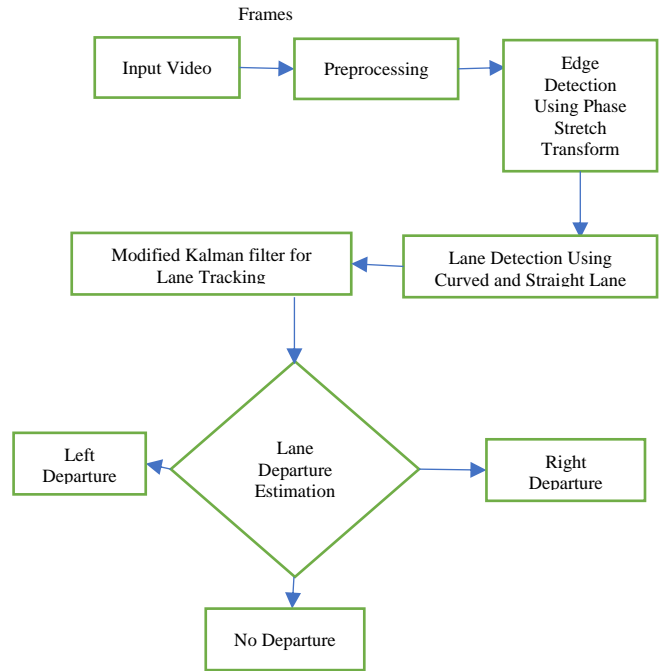 Frames
Input Video
Preprocessing
Edge
Detection
Using Phase
Stretch
Transform
Modified Kalman filter for
Lane Tracking
Lane Detection Using
Curved and Straight Lane
Left
Departure
Lane
Departure
Estimation
Right
Departure
No Departure